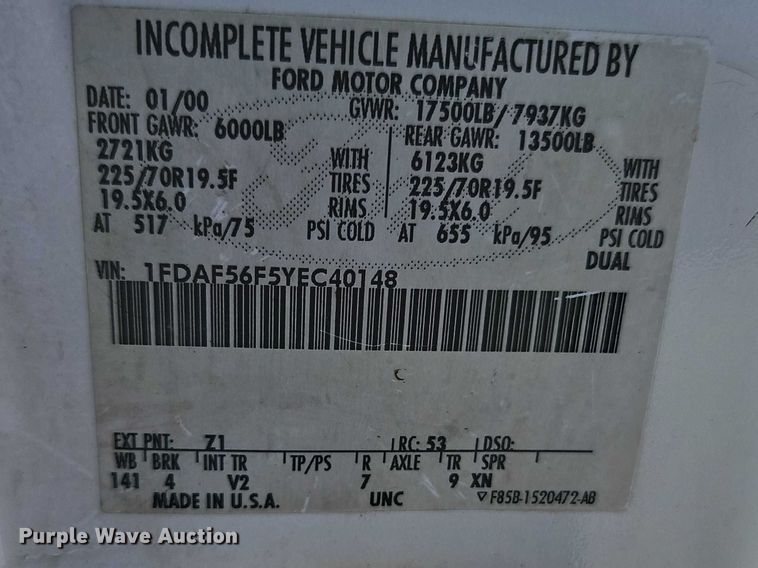 INCOMPLETE VEHICLE MANUFACTURED BY
FORD MOTOR COMPANY
DATE: 01/00 GVWR: 17500LB/ 7937KG
FRONT GAWR: 6000LB REAR GAWR: 13500LB
2721KG WITH 6123KG WITH
225/70R19.5F TIRES 225/70R19.5F TIRES
19.5X6.0 RIMS 19.5X6.0 RIMS
AT 517 kPa/75 PSI COLD AT 655 kPa/95 PSI COLD
DUAL
VIN: 1FDAF56F5YEC40148
C
EXT PNT: Z1 RC: 53 DSO:
WB BRK INT TR TP/PS R AXLE TR SPR
141 4 V2 7 9 XN
MADE IN U.S.A. UNC ▽ F85B-1520472-AB
Purple Wave Auction